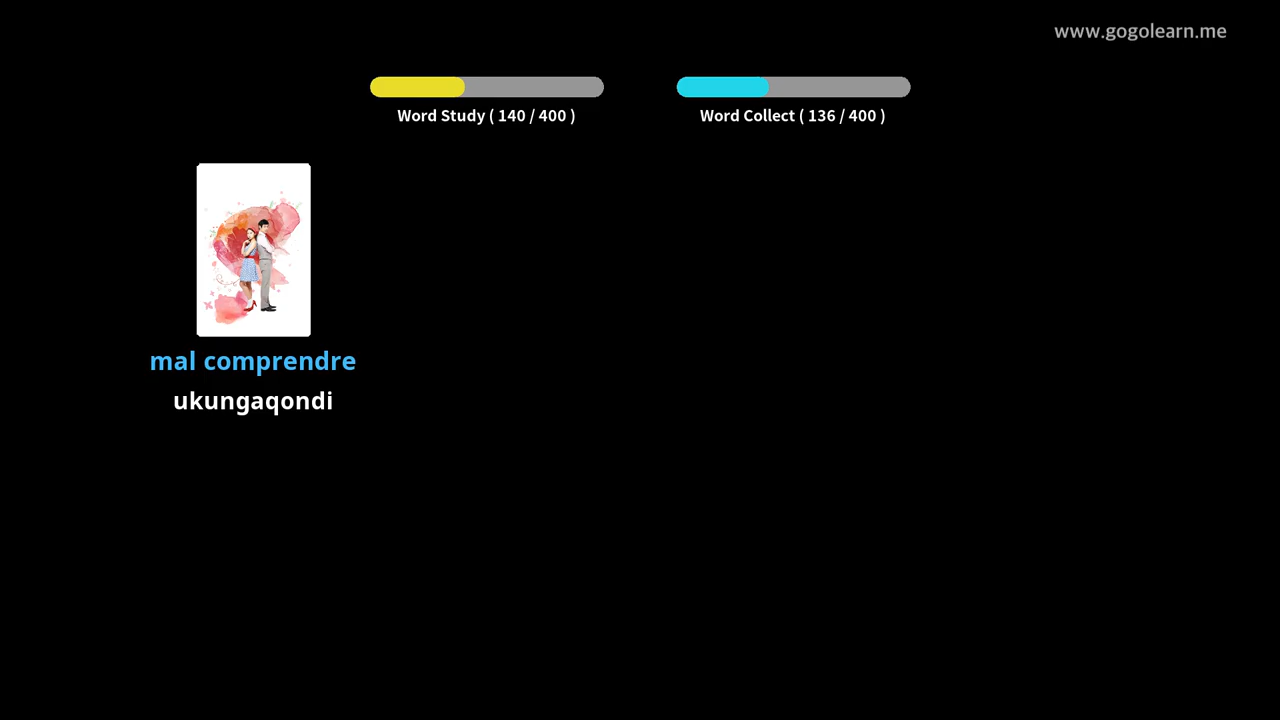 www.gogolearn.me
Word Study ( 140 / 400 )
Word Collect ( 136 / 400 )
mal comprendre
ukungaqondi